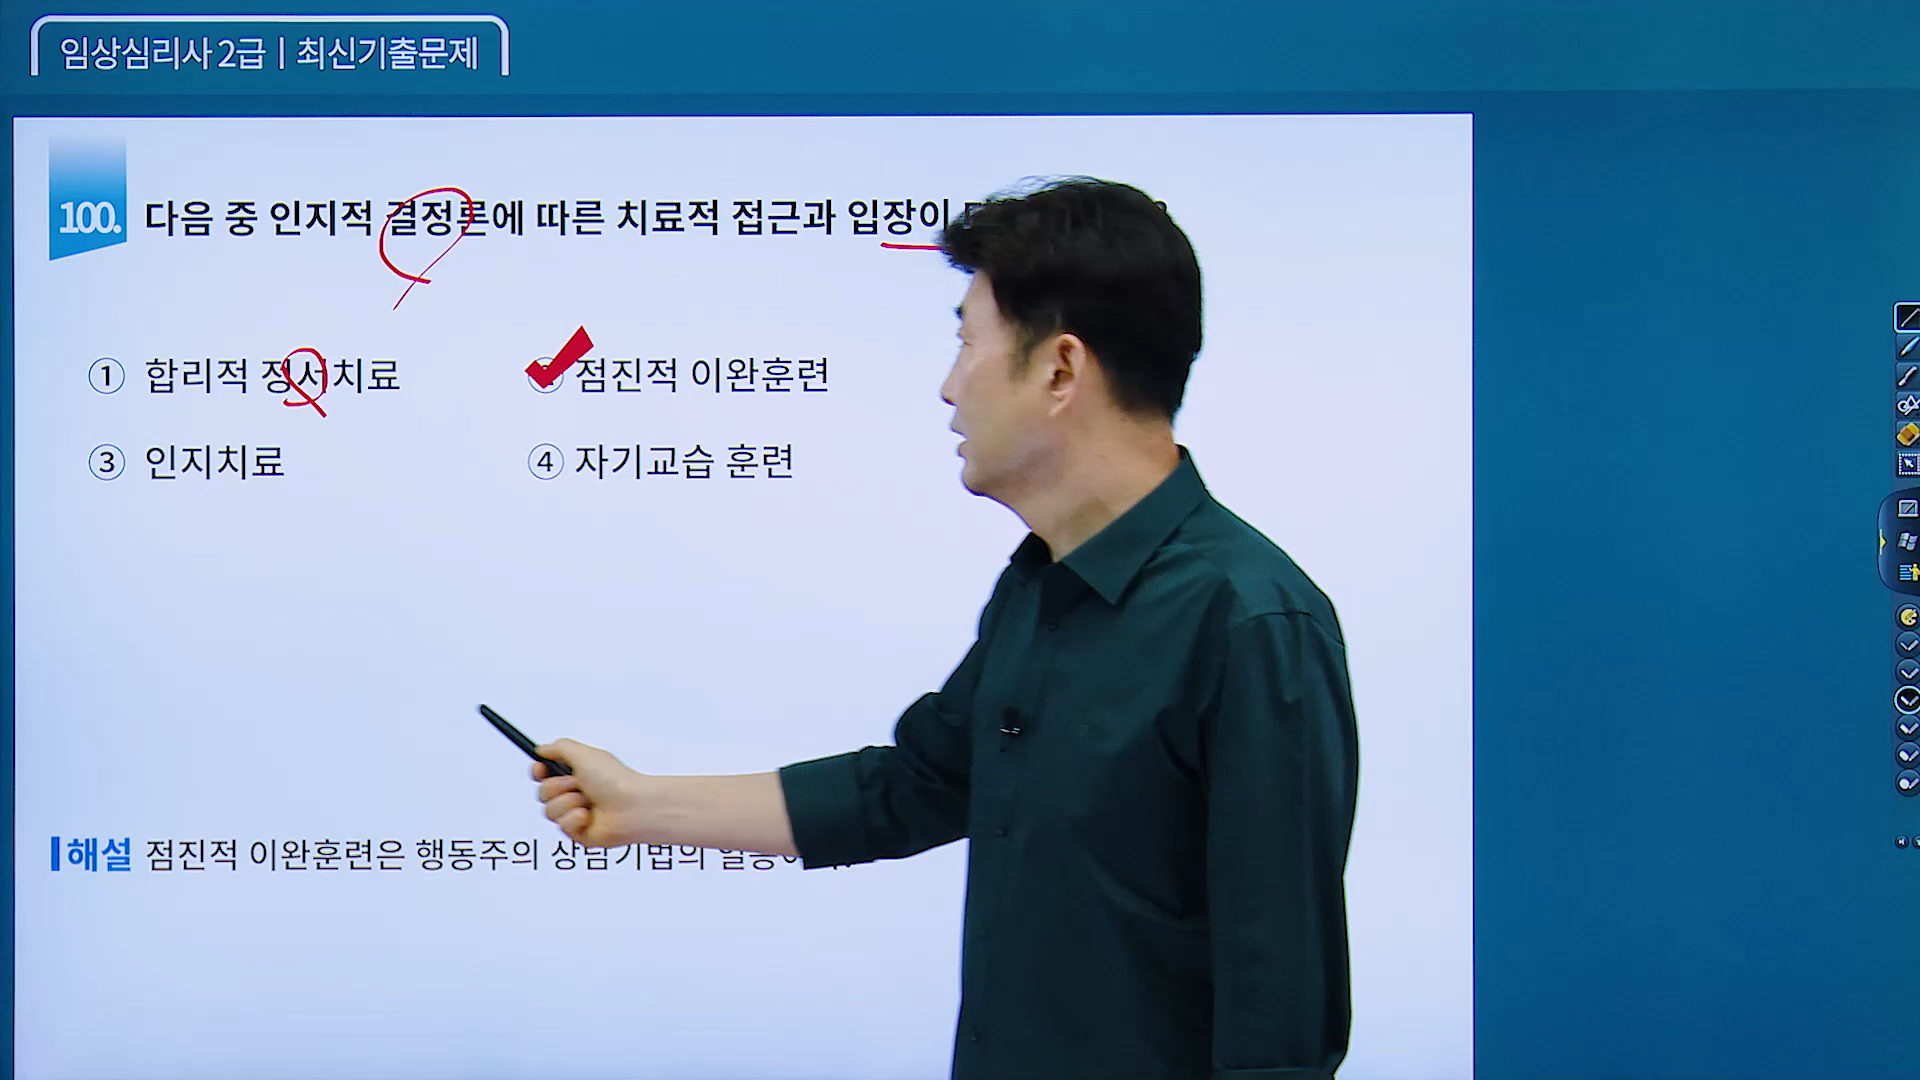 임상심리사 2급 | 최신기출문제
100. 다음 중 인지적 결정론에 따른 치료적 접근과 입장이
① 합리적 정서치료
② 점진적 이완훈련
③ 인지치료
④ 자기교습 훈련
해설 점진적 이완훈련은 행동주의 상담기법의